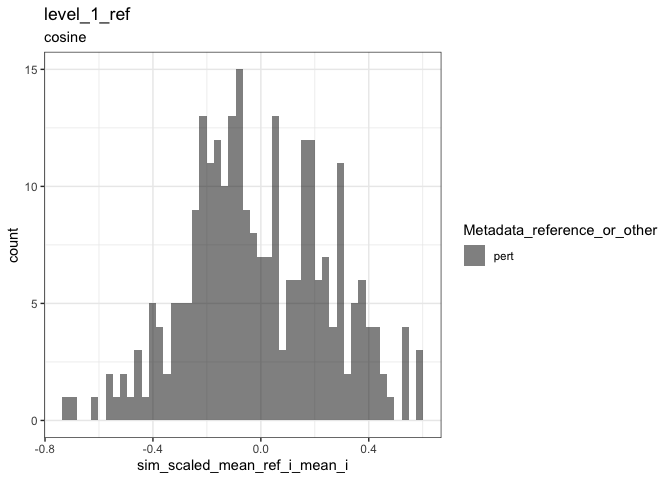 level_1_ref
cosine
15
10
5
0
count
-0.8
-0.4
0.0
0.4
sim_scaled_mean_ref_i_mean_i
Metadata_reference_or_other
pert